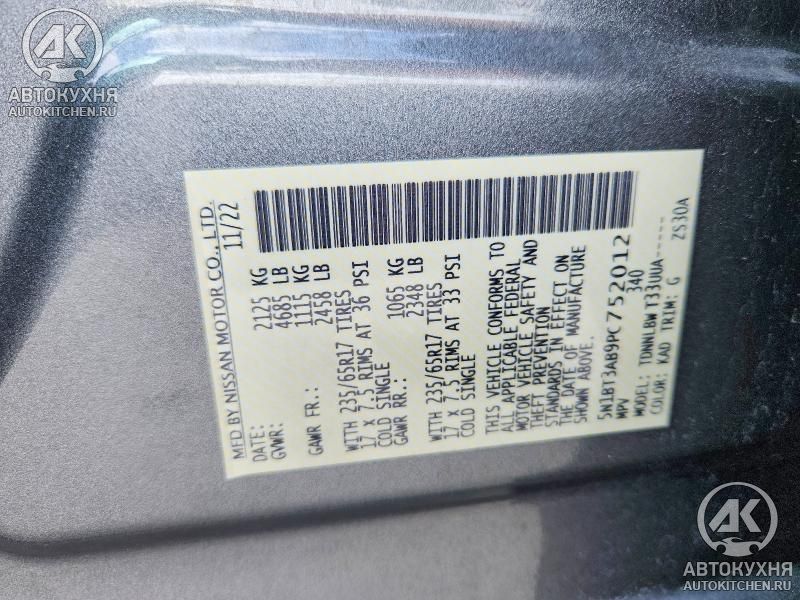 AK
АВТОКУХНЯ
AUTOKITCHEN.RU
MFD BY NISSAN MOTOR CO., LTD.
DATE: 11/22
GVWR: 2125 KG
4685 LB
GAWR FR.: 1115 KG
2458 LB
WITH 235/65R17 TIRES
17 x 7.5 RIMS AT 36 PSI
COLD SINGLE
GAWR RR.: 1065 KG
2348 LB
WITH 235/65R17 TIRES
17 x 7.5 RIMS AT 33 PSI
COLD SINGLE
THIS VEHICLE CONFORMS TO
ALL APPLICABLE FEDERAL
MOTOR VEHICLE SAFETY AND
THEFT PREVENTION
STANDARDS IN EFFECT ON
THE DATE OF MANUFACTURE
SHOWN ABOVE.
5N1BT3AB9PC752012
MPV 340
MODEL: TDNNLBW T33UUA-----
COLOR: KAD TRIM: G ZS30A
AK
АВТОКУХНЯ
AUTOKITCHEN.RU